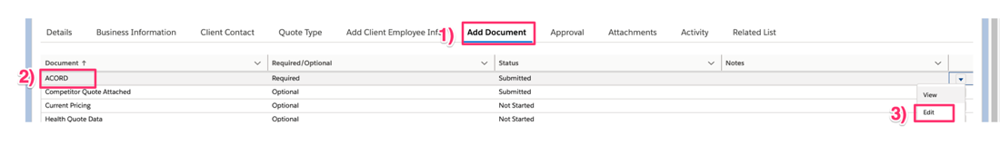 Details Business Information Client Contact Quote Type Add Client Employee Inf 1) Add Document Approval Attachments Activity Related List
Document ↑ Required/Optional Status Notes
2) ACORD Required Submitted
Competitor Quote Attached Optional Submitted
View
Current Pricing Optional Not Started
3) Edit
Health Quote Data Optional Not Started